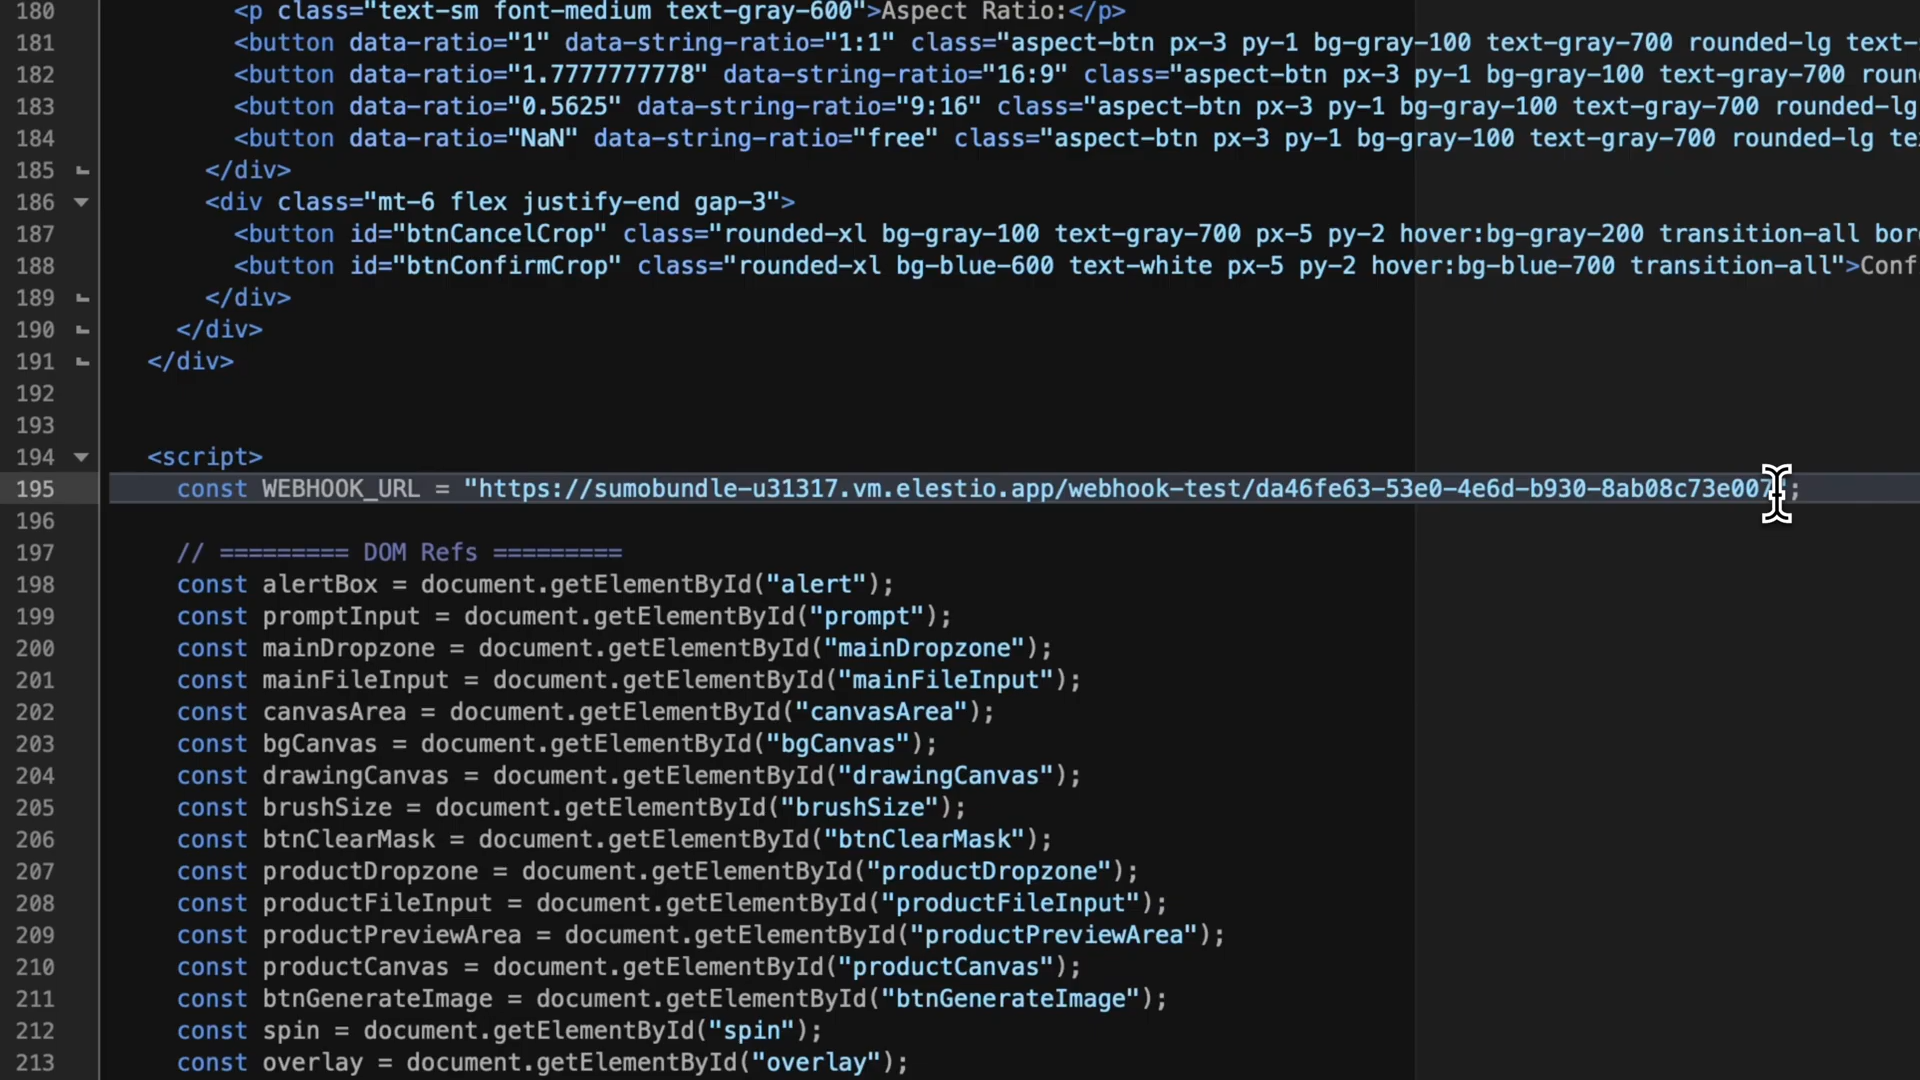 180 <p class="text-sm font-medium text-gray-600">Aspect Ratio:</p>
181 <button data-ratio="1" data-string-ratio="1:1" class="aspect-btn px-3 py-1 bg-gray-100 text-gray-700 rounded-lg text-
182 <button data-ratio="1.7777777778" data-string-ratio="16:9" class="aspect-btn px-3 py-1 bg-gray-100 text-gray-700 roun
183 <button data-ratio="0.5625" data-string-ratio="9:16" class="aspect-btn px-3 py-1 bg-gray-100 text-gray-700 rounded-lg
184 <button data-ratio="NaN" data-string-ratio="free" class="aspect-btn px-3 py-1 bg-gray-100 text-gray-700 rounded-lg te
185 </div>
186 <div class="mt-6 flex justify-end gap-3">
187 <button id="btnCancelCrop" class="rounded-xl bg-gray-100 text-gray-700 px-5 py-2 hover:bg-gray-200 transition-all bor
188 <button id="btnConfirmCrop" class="rounded-xl bg-blue-600 text-white px-5 py-2 hover:bg-blue-700 transition-all">Conf
189 </div>
190 </div>
191 </div>
192
193
194 <script>
195 const WEBHOOK_URL = "https://sumobundle-u31317.vm.elestio.app/webhook-test/da46fe63-53e0-4e6d-b930-8ab08c73e007";
196
197 // ========= DOM Refs =========
198 const alertBox = document.getElementById("alert");
199 const promptInput = document.getElementById("prompt");
200 const mainDropzone = document.getElementById("mainDropzone");
201 const mainFileInput = document.getElementById("mainFileInput");
202 const canvasArea = document.getElementById("canvasArea");
203 const bgCanvas = document.getElementById("bgCanvas");
204 const drawingCanvas = document.getElementById("drawingCanvas");
205 const brushSize = document.getElementById("brushSize");
206 const btnClearMask = document.getElementById("btnClearMask");
207 const productDropzone = document.getElementById("productDropzone");
208 const productFileInput = document.getElementById("productFileInput");
209 const productPreviewArea = document.getElementById("productPreviewArea");
210 const productCanvas = document.getElementById("productCanvas");
211 const btnGenerateImage = document.getElementById("btnGenerateImage");
212 const spin = document.getElementById("spin");
213 const overlay = document.getElementById("overlay");